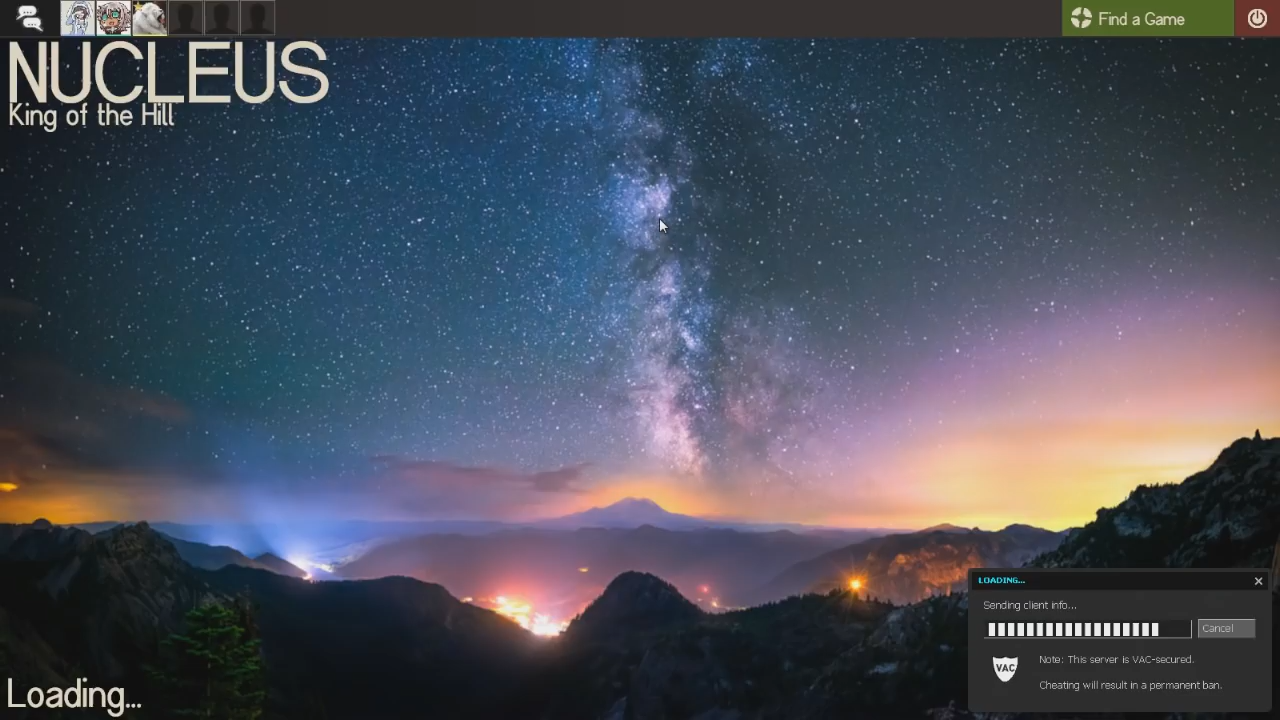 Find a Game
NUCLEUS
King of the Hill
LOADING...
Sending client info...
Cancel
VAC
Note: This server is VAC-secured.
Cheating will result in a permanent ban.
Loading...